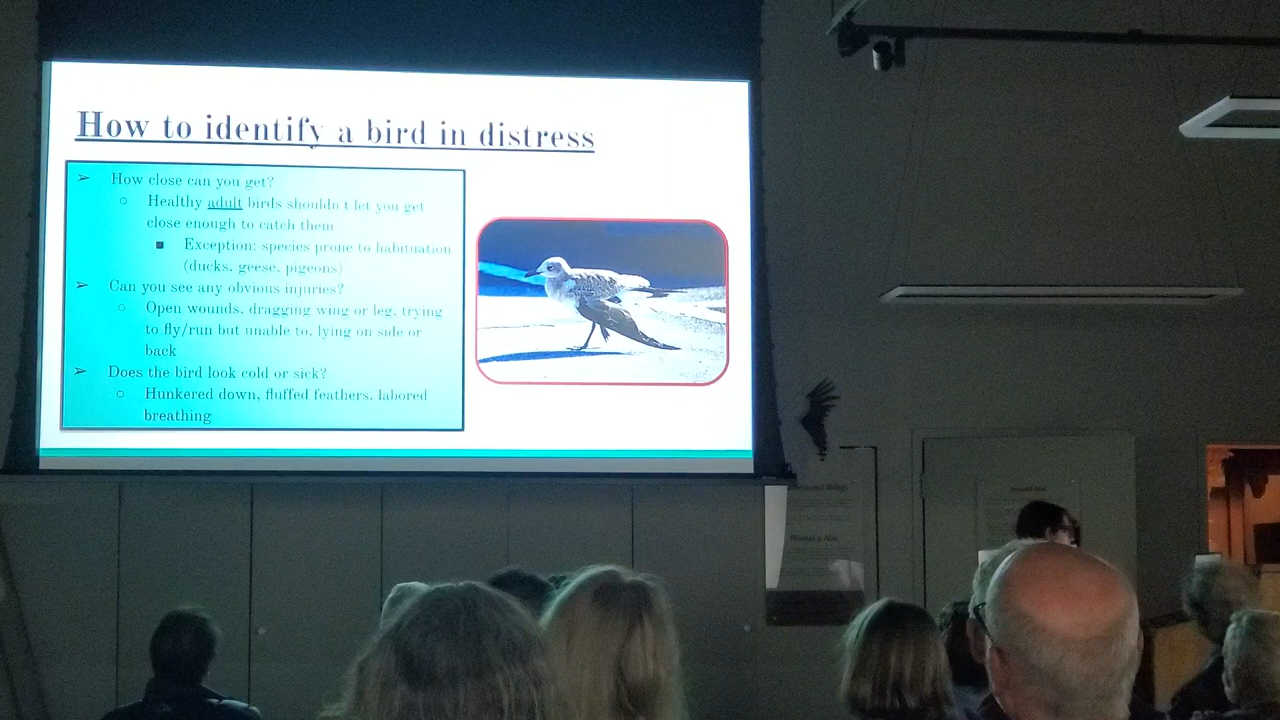 How to identify a bird in distress
➢ How close can you get?
○ Healthy adult birds shouldn't let you get
close enough to catch them
■ Exception: species prone to habituation
(ducks, geese, pigeons)
➢ Can you see any obvious injuries?
○ Open wounds, dragging wing or leg, trying
to fly/run but unable to, lying on side or
back
➢ Does the bird look cold or sick?
○ Hunkered down, fluffed feathers, labored
breathing